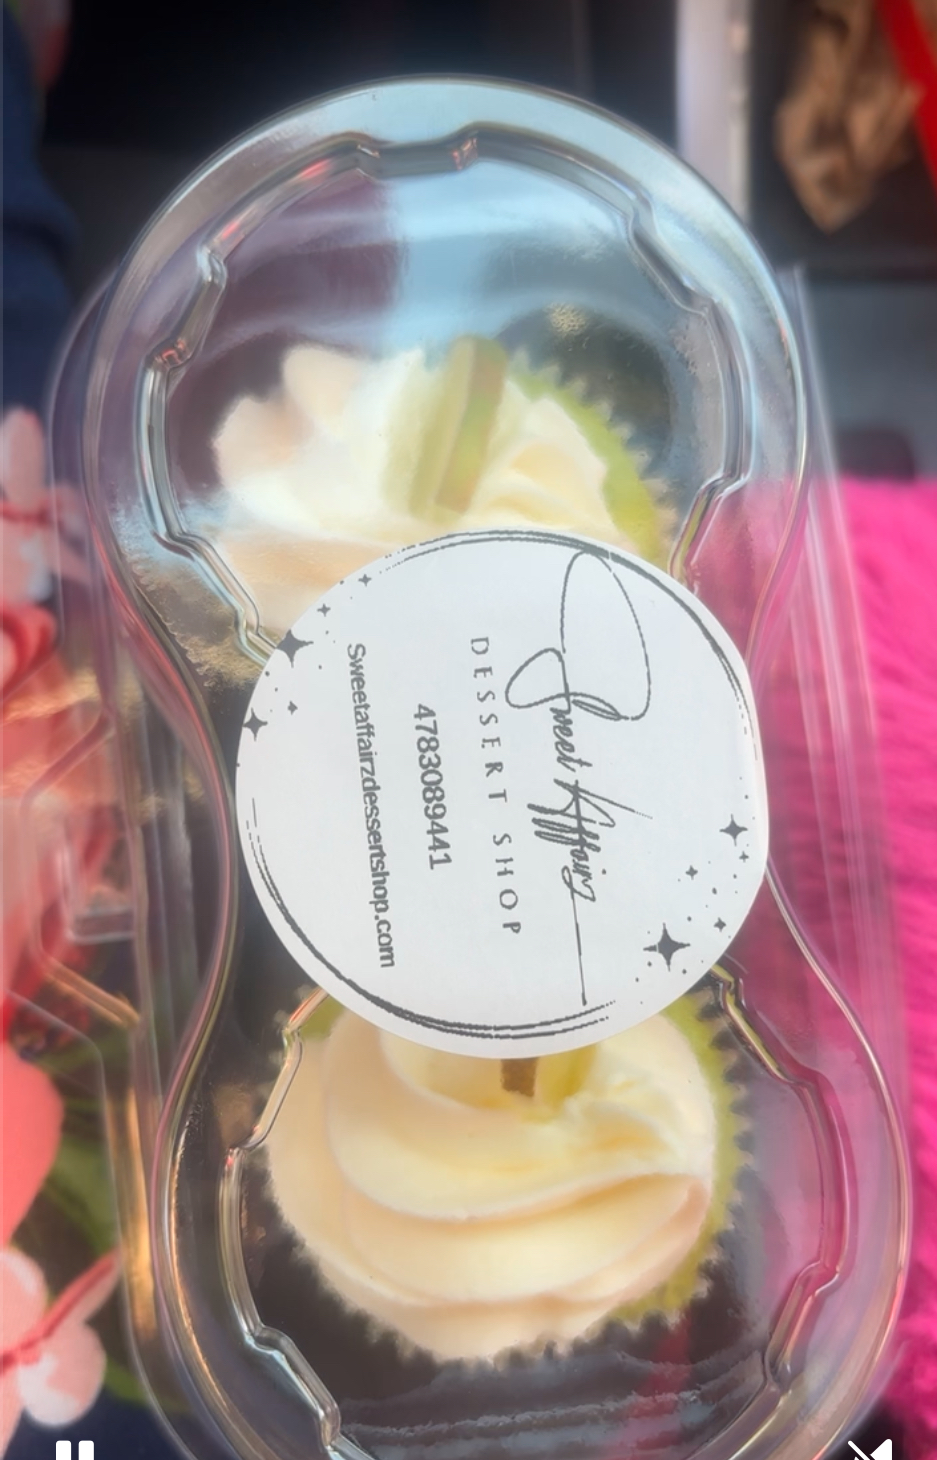 Sweet Affairz
DESSERT SHOP
4783089441
Sweetaffairzdessertshop.com